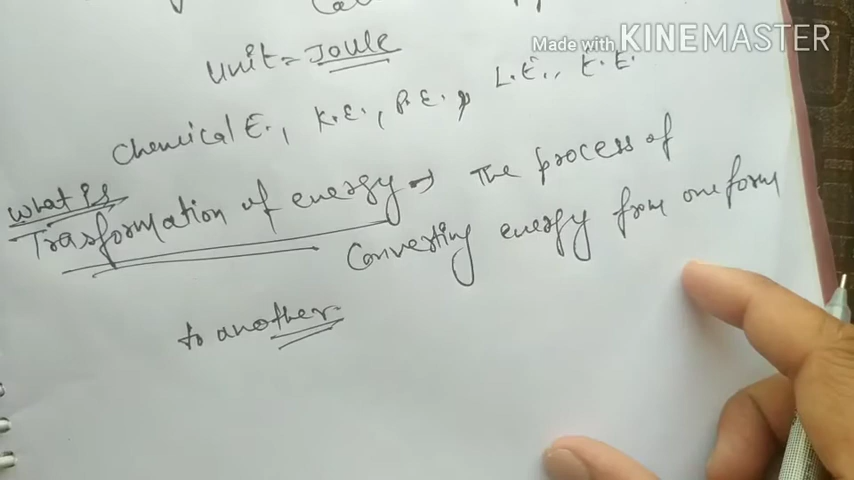 Made with KINEMASTER
Unit = Joule
Chemical E., K.E., P.E., L.E., E.E.
What is
Trasformation of energy → The process of
Converting energy from one form
to another